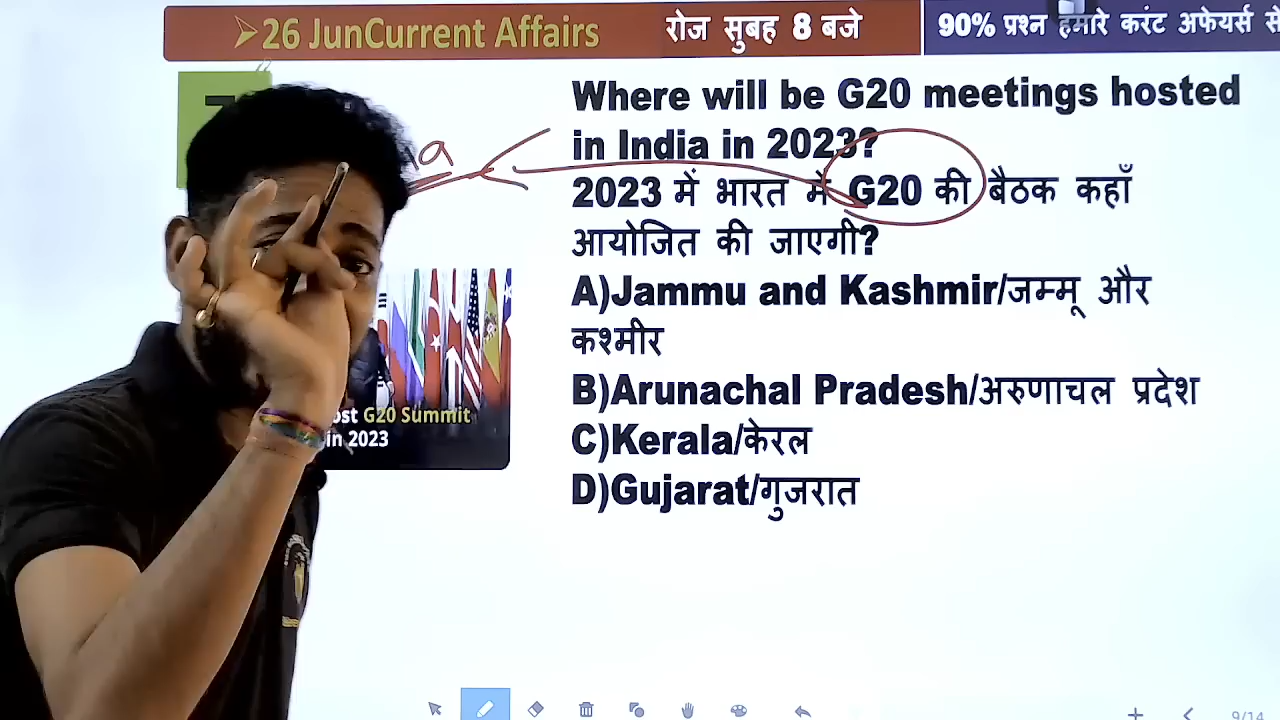 ➢26 JunCurrent Affairs
रोज सुबह 8 बजे
90% प्रश्न हमारे करंट अफेयर्स से
Where will be G20 meetings hosted
in India in 2023?
2023 में भारत में G20 की बैठक कहाँ
आयोजित की जाएगी?
A)Jammu and Kashmir/जम्मू और
कश्मीर
B)Arunachal Pradesh/अरुणाचल प्रदेश
C)Kerala/केरल
D)Gujarat/गुजरात
G20 Summit
in 2023
9/14